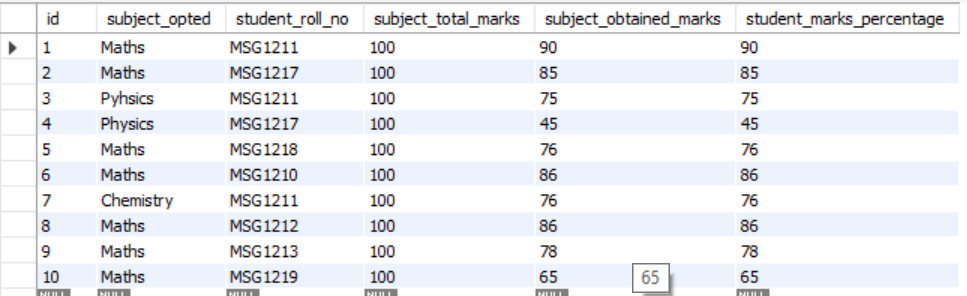 id subject_opted student_roll_no subject_total_marks subject_obtained_marks student_marks_percentage
1 Maths MSG1211 100 90 90
2 Maths MSG1217 100 85 85
3 Pyhsics MSG1211 100 75 75
4 Physics MSG1217 100 45 45
5 Maths MSG1218 100 76 76
6 Maths MSG1210 100 86 86
7 Chemistry MSG1211 100 76 76
8 Maths MSG1212 100 86 86
9 Maths MSG1213 100 78 78
10 Maths MSG1219 100 65 65 65
NULL NULL NULL NULL NULL NULL